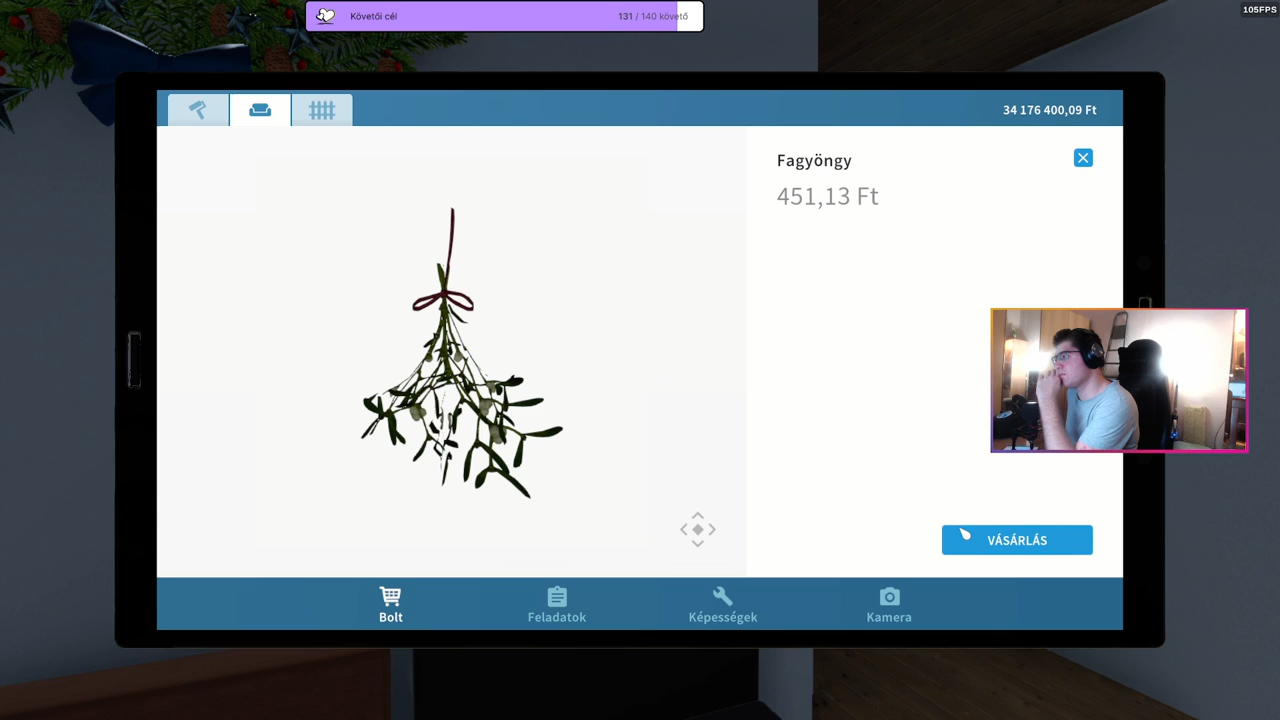 Követői cél 131 / 140 követő
105FPS
34 176 400,09 Ft
Fagyöngy
451,13 Ft
VÁSÁRLÁS
Bolt
Feladatok
Képességek
Kamera